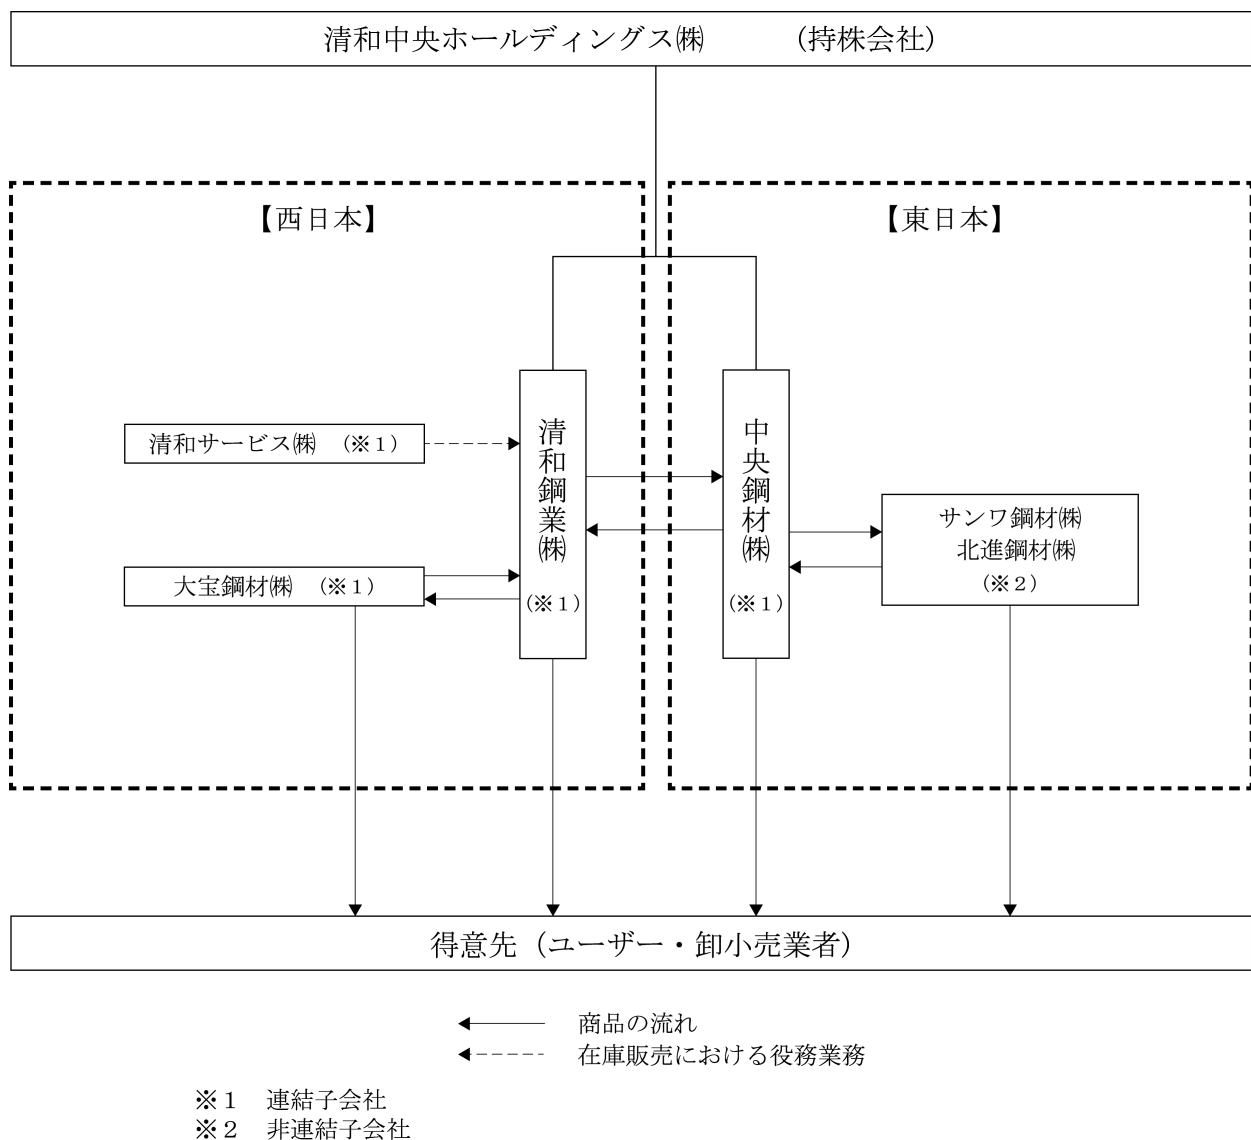 清和中央ホールディングス㈱　　　(持株会社)
【西日本】
【東日本】
清和サービス㈱　(※1)
大宝鋼材㈱　(※1)
清和鋼業㈱
(※1)
中央鋼材㈱
(※1)
サンワ鋼材㈱
北進鋼材㈱
(※2)
得意先 (ユーザー・卸小売業者)
商品の流れ
在庫販売における役務業務
※1　連結子会社
※2　非連結子会社